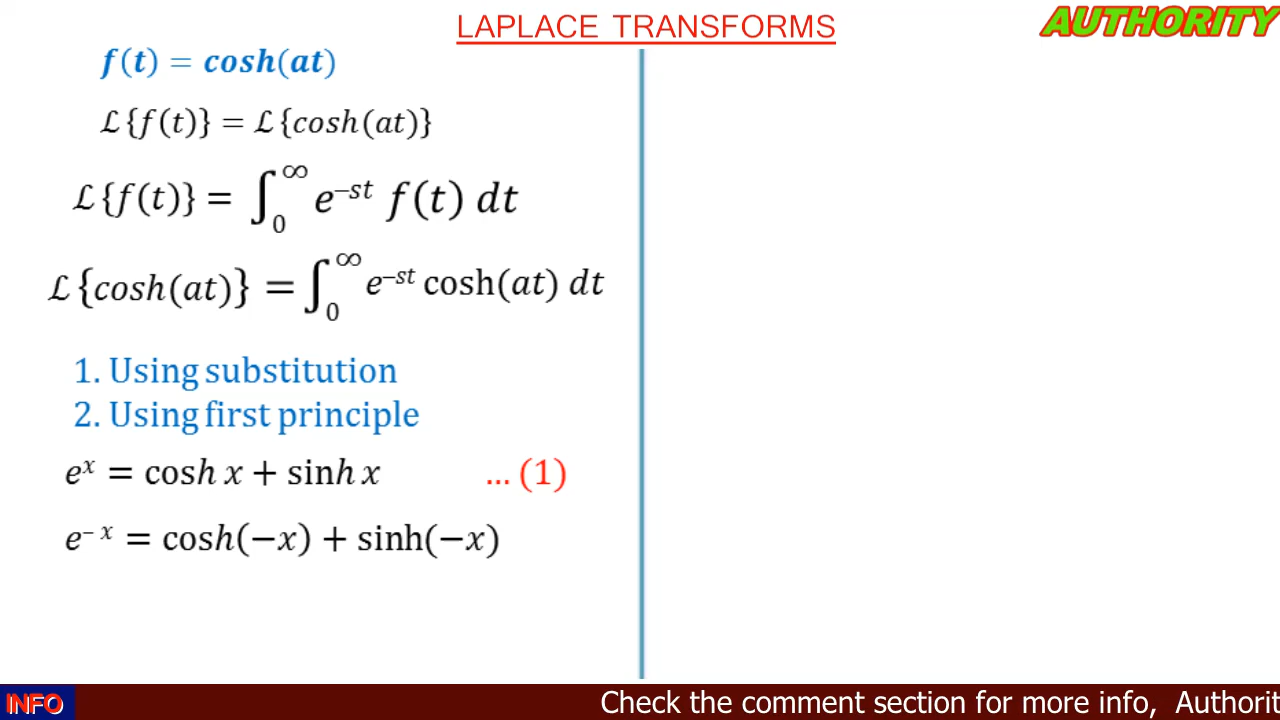 LAPLACE TRANSFORMS
AUTHORITY
f(t) = cosh(at)
ℒ{f(t)} = ℒ{cosh(at)}
ℒ{f(t)} = ∫₀^∞ e^{−st} f(t) dt
ℒ{cosh(at)} = ∫₀^∞ e^{−st} cosh(at) dt
1. Using substitution
2. Using first principle
e^x = cosh x + sinh x ... (1)
e^{− x} = cosh(−x) + sinh(−x)
INFO Check the comment section for more info, Authorit